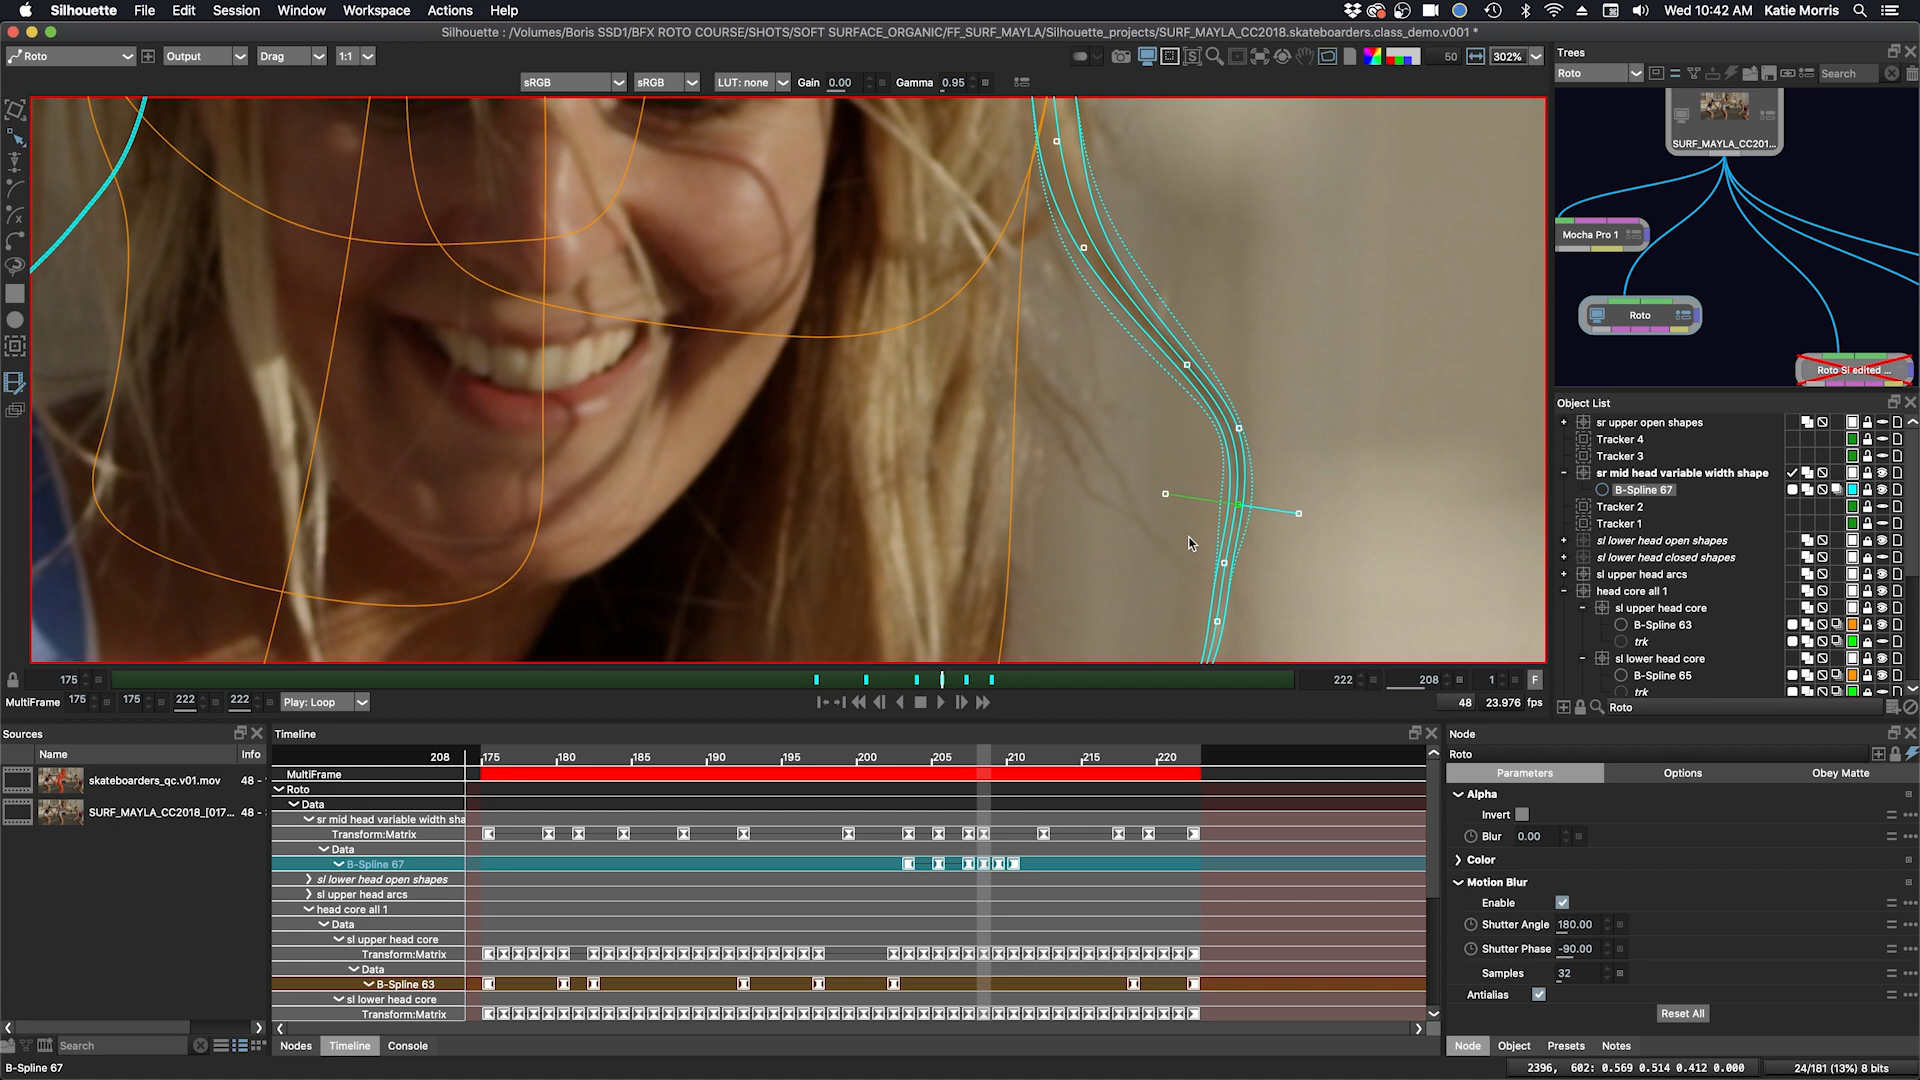 Silhouette File Edit Session Window Workspace Actions Help
Wed 10:42 AM Katie Morris
Silhouette : /Volumes/Boris SSD1/BFX ROTO COURSE/SHOTS/SOFT SURFACE_ORGANIC/FF_SURF_MAYLA/Silhouette_projects/SURF_MAYLA_CC2018.skateboarders.class_demo.v001 *
Roto Output Drag 1:1
50 302%
sRGB sRGB LUT: none Gain 0.00 Gamma 0.95
Trees
Roto Search
SURF_MAYLA_CC201...
Mocha Pro 1
Roto
Roto Sl edited ...
Object List
sr upper open shapes
Tracker 4
Tracker 3
sr mid head variable width shape
B-Spline 67
Tracker 2
Tracker 1
sl lower head open shapes
sl lower head closed shapes
sl upper head arcs
head core all 1
sl upper head core
B-Spline 63
trk
sl lower head core
B-Spline 65
trk
Roto
175 222 208 1 F
MultiFrame 175 175 222 222 Play: Loop 48 23.976 fps
Sources
Name Info
skateboarders_qc.v01.mov 48 -
SURF_MAYLA_CC2018_[017... 48 -
Search
Timeline
208 175 180 185 190 195 200 205 210 215 220
MultiFrame
Roto
Data
sr mid head variable width sha
Transform:Matrix
Data
B-Spline 67
sl lower head open shapes
sl upper head arcs
head core all 1
Data
sl upper head core
Transform:Matrix
Data
B-Spline 63
sl lower head core
Transform:Matrix
Nodes Timeline Console
Node
Roto
Parameters Options Obey Matte
Alpha
Invert
Blur 0.00
Color
Motion Blur
Enable
Shutter Angle 180.00
Shutter Phase -90.00
Samples 32
Antialias
Reset All
Node Object Presets Notes
B-Spline 67
2396, 602: 0.569 0.514 0.412 0.000 24/181 (13%) 8 bits